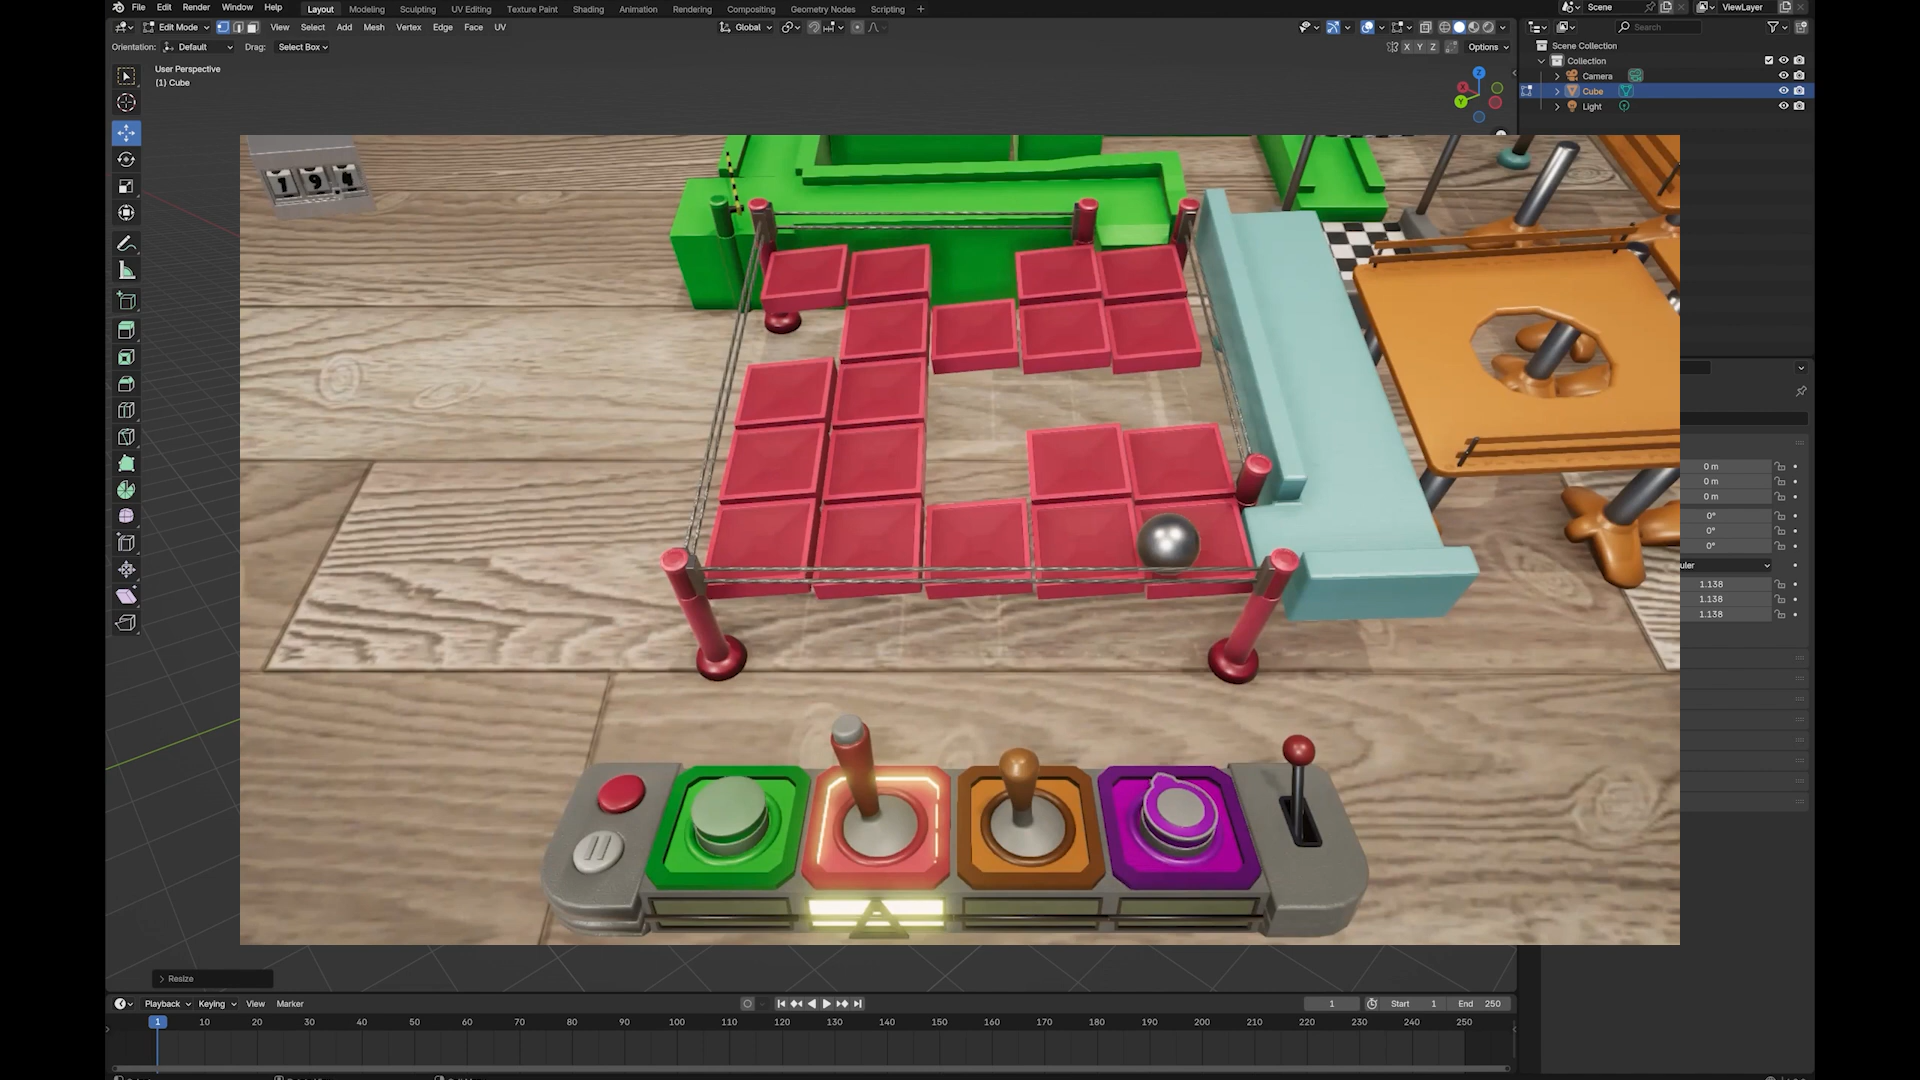 File Edit Render Window Help Layout Modeling Sculpting UV Editing Texture Paint Shading Animation Rendering Compositing Geometry Nodes Scripting + Scene ViewLayer
Edit Mode View Select Add Mesh Vertex Edge Face UV Global Search
Orientation: Default Drag: Select Box X Y Z Options
User Perspective
(1) Cube
Z
X
Y
Scene Collection
Collection
Camera
Cube
Light
194
0 m
0 m
0 m
0°
0°
0°
uler
1.138
1.138
1.138
Resize
Playback Keying View Marker 1 Start 1 End 250
1 10 20 30 40 50 60 70 80 90 100 110 120 130 140 150 160 170 180 190 200 210 220 230 240 250